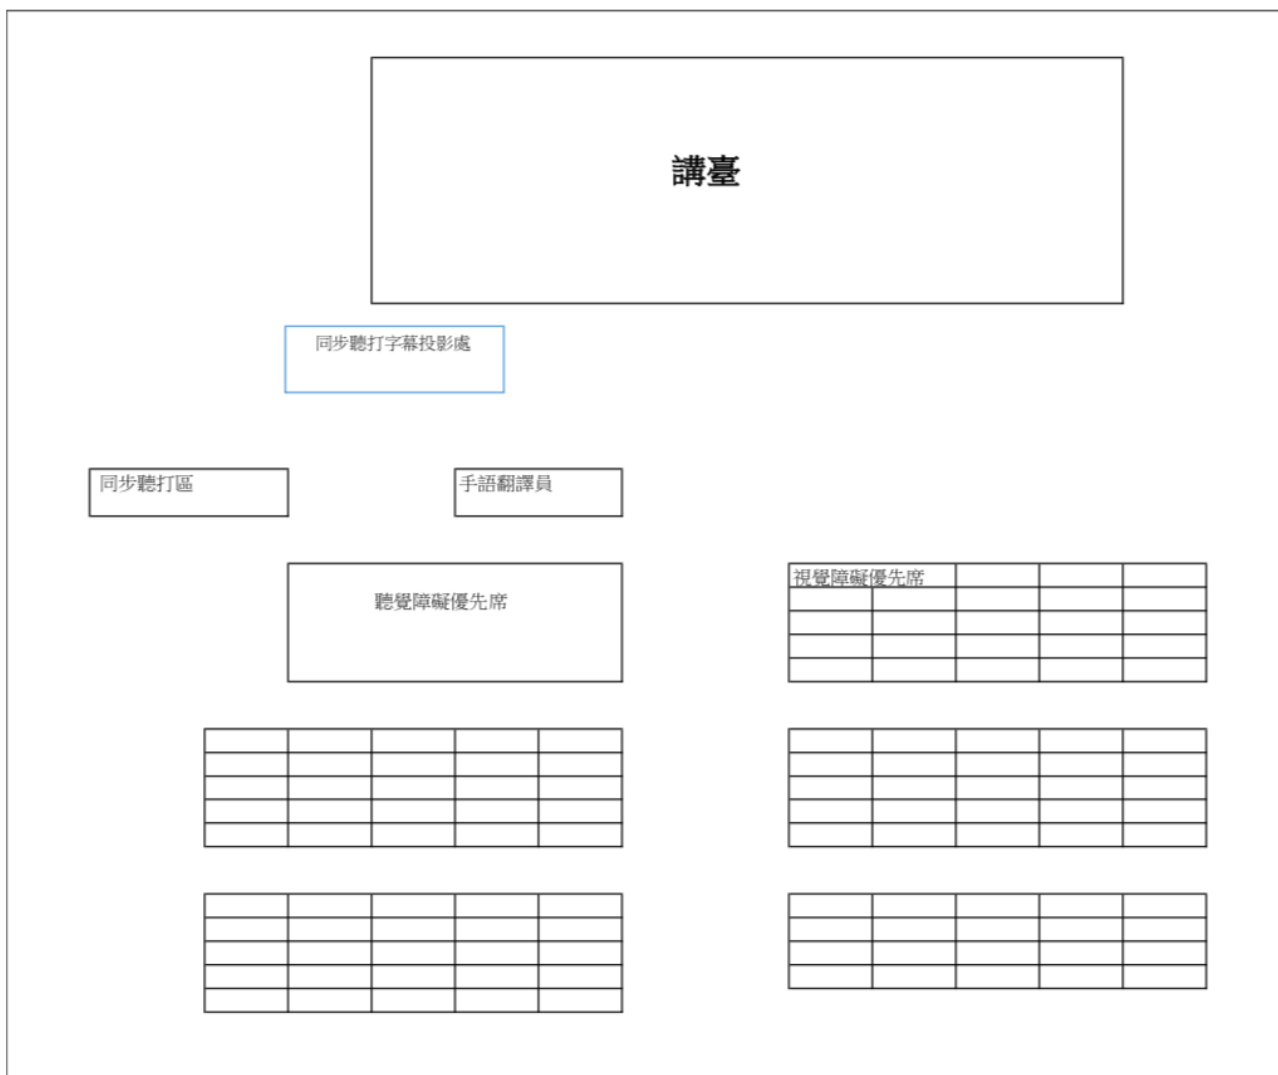 講臺
同步聽打字幕投影處
同步聽打區
手語翻譯員
聽覺障礙優先席
視覺障礙優先席